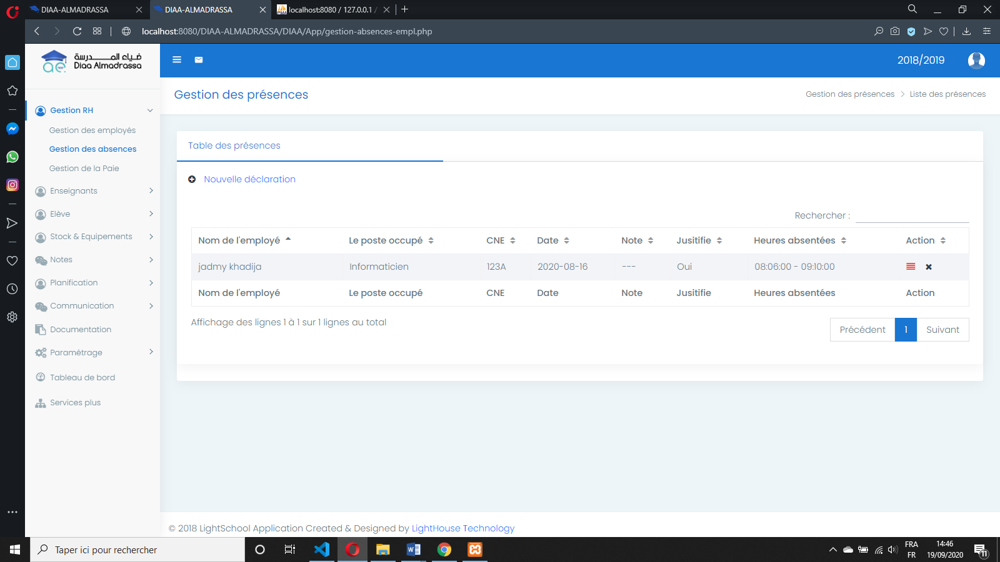 DIAA-ALMADRASSA
DIAA-ALMADRASSA
localhost:8080 / 127.0.0.1 /
localhost:8080/DIAA-ALMADRASSA/DIAA/App/gestion-absences-empl.php
ضياء المـــدرسة
Diaa Almadrassa
2018/2019
Gestion des présences
Gestion des présences > Liste des présences
Gestion RH
Gestion des employés
Gestion des absences
Gestion de la Paie
Enseignants
Elève
Stock & Equipements
Notes
Planification
Communication
Documentation
Paramétrage
Tableau de bord
Services plus
Table des présences
Nouvelle déclaration
Rechercher :
Nom de l'employé Le poste occupé CNE Date Note Jusitifie Heures absentées Action
jadmy khadija Informaticien 123A 2020-08-16 --- Oui 08:06:00 - 09:10:00
Nom de l'employé Le poste occupé CNE Date Note Jusitifie Heures absentées Action
Affichage des lignes 1 à 1 sur 1 lignes au total
Précédent 1 Suivant
© 2018 LightSchool Application Created & Designed by LightHouse Technology
Taper ici pour rechercher
FRA
FR
14:46
19/09/2020
11